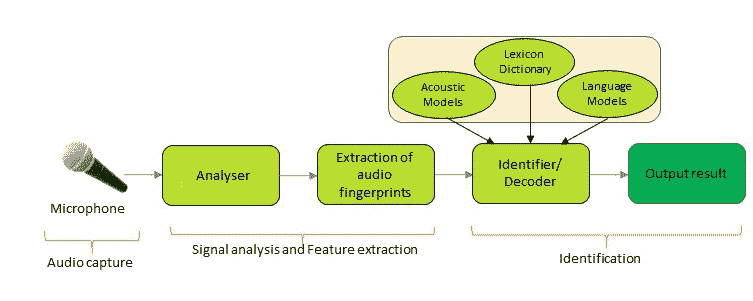 Lexicon
Dictionary
Acoustic
Models
Language
Models
Microphone
Analyser
Extraction of
audio
fingerprints
Identifier/
Decoder
Output result
Audio capture
Signal analysis and Feature extraction
Identification